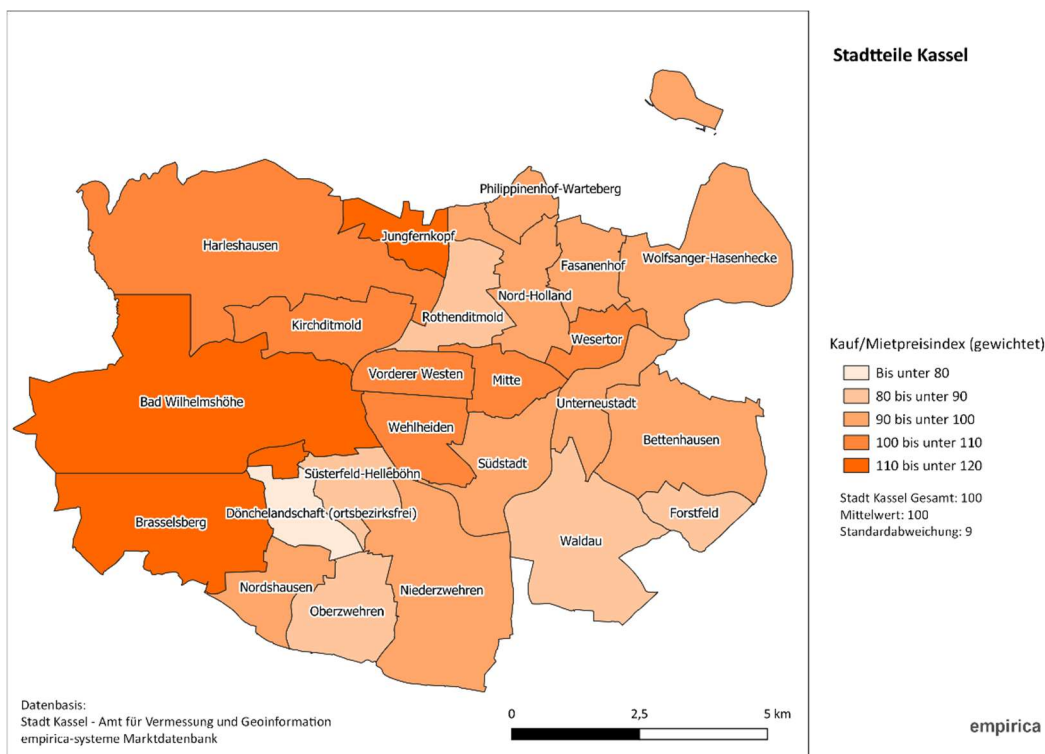 Stadtteile Kassel
Philippinenhof-Warteberg
Jungfernkopf
Harleshausen
Fasanenhof
Wolfsanger-Hasenhecke
Nord-Holland
Rothenditmold
Kirchditmold
Wesertor
Vorderer Westen
Mitte
Bad Wilhelmshöhe
Unterneustadt
Wehlheiden
Bettenhausen
Südstadt
Süsterfeld-Helleböhn
Dönchelandschaft (ortsbezirksfrei)
Forstfeld
Brasselsberg
Waldau
Nordshausen
Niederzwehren
Oberzwehren
Kauf/Mietpreisindex (gewichtet)
Bis unter 80
80 bis unter 90
90 bis unter 100
100 bis unter 110
110 bis unter 120
Stadt Kassel Gesamt: 100
Mittelwert: 100
Standardabweichung: 9
Datenbasis:
Stadt Kassel - Amt für Vermessung und Geoinformation
empirica-systeme Marktdatenbank
0 2,5 5 km
empirica